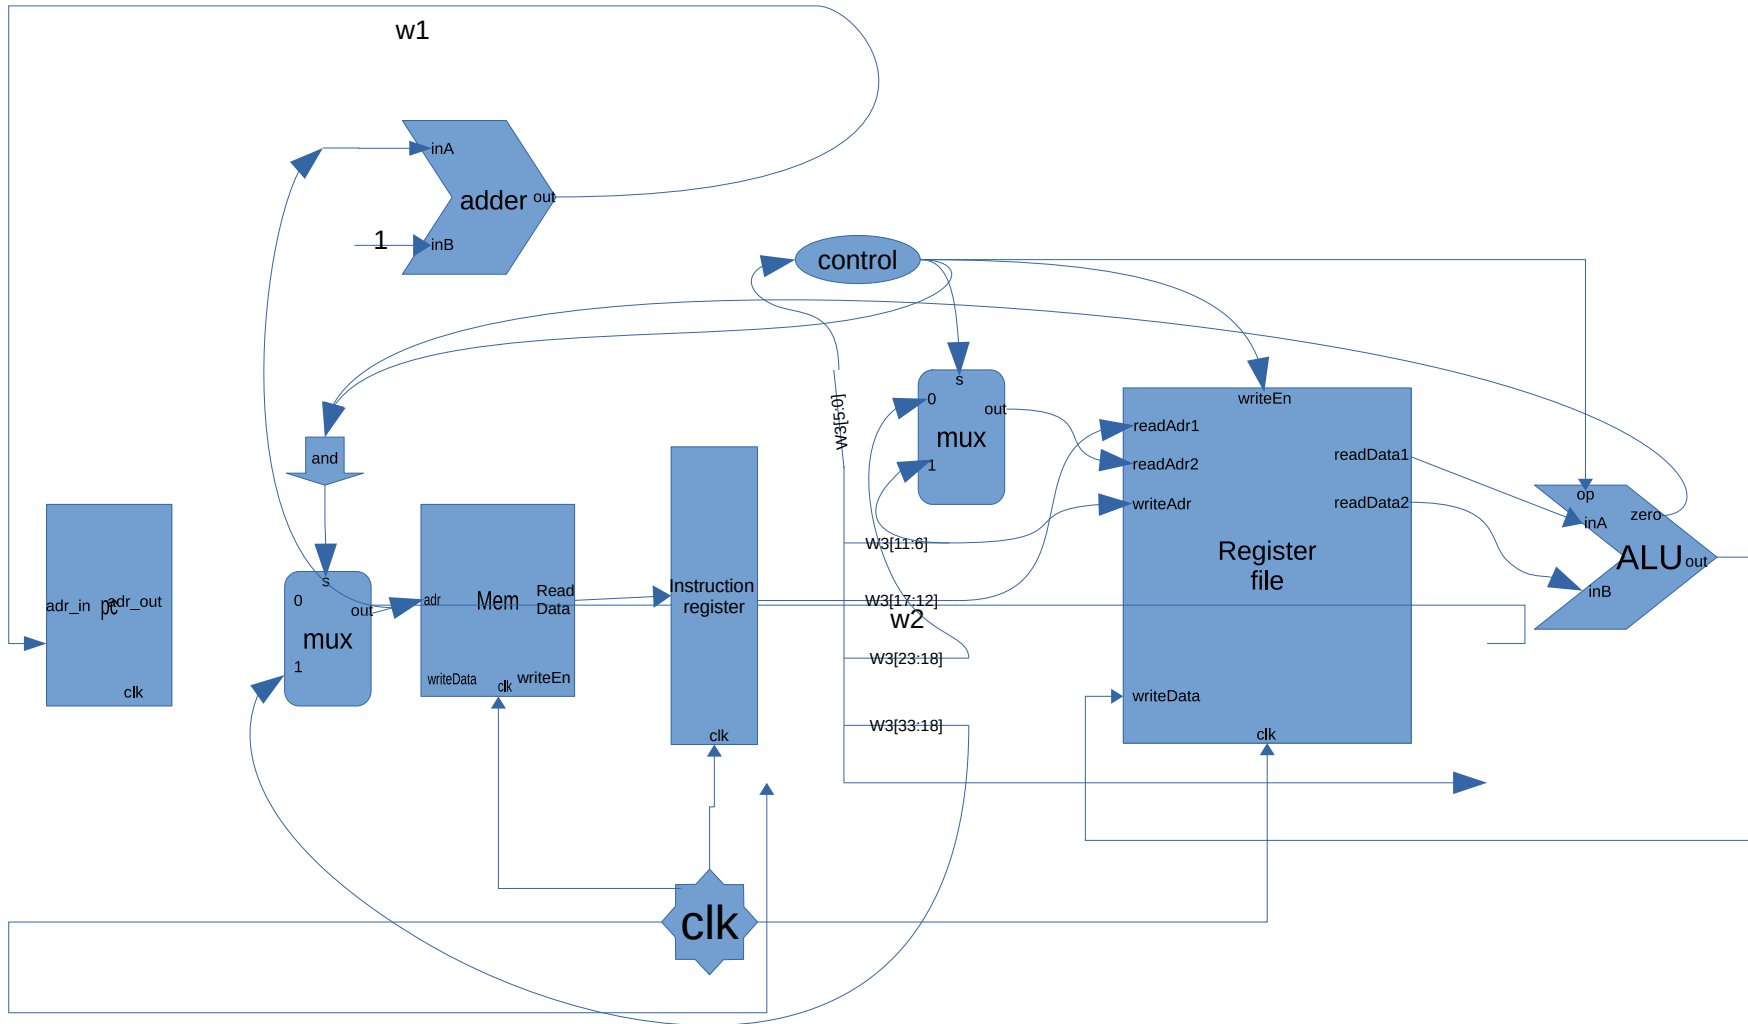 w1
inA
adder
out
1
inB
control
s
0
out
mux
1
W3[5:0]
writeEn
readAdr1
readAdr2
writeAdr
readData1
readData2
Register
file
writeData
clk
op
inA
zero
ALU
out
inB
and
adr_in
pc
adr_out
clk
s
0
out
mux
1
adr
Mem
Read
Data
writeData
clk
writeEn
Instruction
register
clk
W3[11:6]
W3[17:12]
w2
W3[23:18]
W3[33:18]
clk